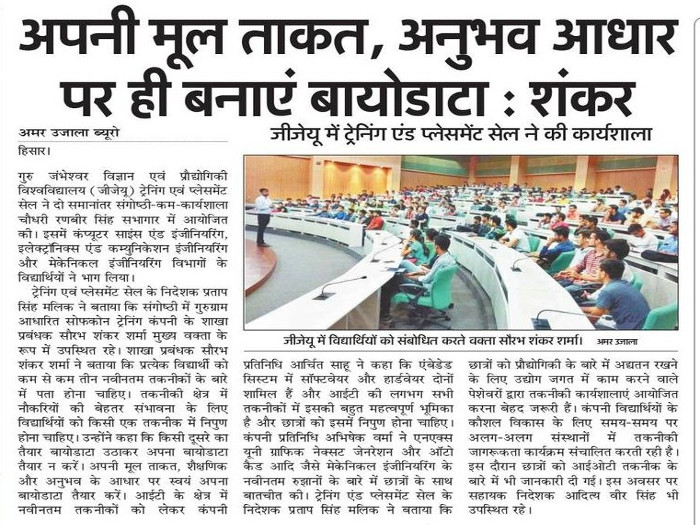 अपनी मूल ताकत, अनुभव आधार
पर ही बनाएं बायोडाटा : शंकर
अमर उजाला ब्यूरो
हिसार।
जीजेयू में ट्रेनिंग एंड प्लेसमेंट सेल ने की कार्यशाला
गुरु जंभेश्वर विज्ञान एवं प्रौद्योगिकी
विश्वविद्यालय (जीजेयू) ट्रेनिंग एवं प्लेसमेंट
सेल ने दो समानांतर संगोष्ठी-कम-कार्यशाला
चौधरी रणबीर सिंह सभागार में आयोजित
की। इसमें कंप्यूटर साइंस एंड इंजीनियरिंग,
इलेक्ट्रॉनिक्स एंड कम्युनिकेशन इंजीनियरिंग
और मेकेनिकल इंजीनियरिंग विभागों के
विद्यार्थियों ने भाग लिया।
ट्रेनिंग एवं प्लेसमेंट सेल के निदेशक प्रताप
सिंह मलिक ने बताया कि संगोष्ठी में गुरुग्राम
आधारित सोफकोन ट्रेनिंग कंपनी के शाखा
प्रबंधक सौरभ शंकर शर्मा मुख्य वक्ता के
रूप में उपस्थित रहे। शाखा प्रबंधक सौरभ
शंकर शर्मा ने बताया कि प्रत्येक विद्यार्थी को
कम से कम तीन नवीनतम तकनीकों के बारे
में पता होना चाहिए। तकनीकी क्षेत्र में
नौकरियों की बेहतर संभावना के लिए
विद्यार्थियों को किसी एक तकनीक में निपुण
होना चाहिए। उन्होंने कहा कि किसी दूसरे का
तैयार बायोडाटा उठाकर अपना बायोडाटा
तैयार न करें। अपनी मूल ताकत, शैक्षणिक
और अनुभव के आधार पर स्वयं अपना
बायोडाटा तैयार करें। आईटी के क्षेत्र में
नवीनतम तकनीकों को लेकर कंपनी
जीजेयू में विद्यार्थियों को संबोधित करते वक्ता सौरभ शंकर शर्मा। अमर उजाला
प्रतिनिधि आर्चित साहू ने कहा कि एंबेडेड
सिस्टम में सॉफ्टवेयर और हार्डवेयर दोनों
शामिल हैं और आईटी की लगभग सभी
तकनीकों में इसकी बहुत महत्वपूर्ण भूमिका
है और छात्रों को इसमें निपुण होना चाहिए।
कंपनी प्रतिनिधि अभिषेक वर्मा ने एनएक्स
यूनी ग्राफिक नेक्सट जेनरेशन और ऑटो
कैड आदि जैसे मेकेनिकल इंजीनियरिंग के
नवीनतम रुझानों के बारे में छात्रों के साथ
बातचीत की। ट्रेनिंग एंड प्लेसमेंट सेल के
निदेशक प्रताप सिंह मलिक ने बताया कि
छात्रों को प्रौद्योगिकी के बारे में अद्यतन रखने
के लिए उद्योग जगत में काम करने वाले
पेशेवरों द्वारा तकनीकी कार्यशालाएं आयोजित
करना बेहद जरूरी हैं। कंपनी विद्यार्थियों के
कौशल विकास के लिए समय-समय पर
अलग-अलग संस्थानों में तकनीकी
जागरूकता कार्यक्रम संचालित करती रही है।
इस दौरान छात्रों को आईओटी तकनीक के
बारे में भी जानकारी दी गई। इस अवसर पर
सहायक निदेशक आदित्य वीर सिंह भी
उपस्थित रहे।